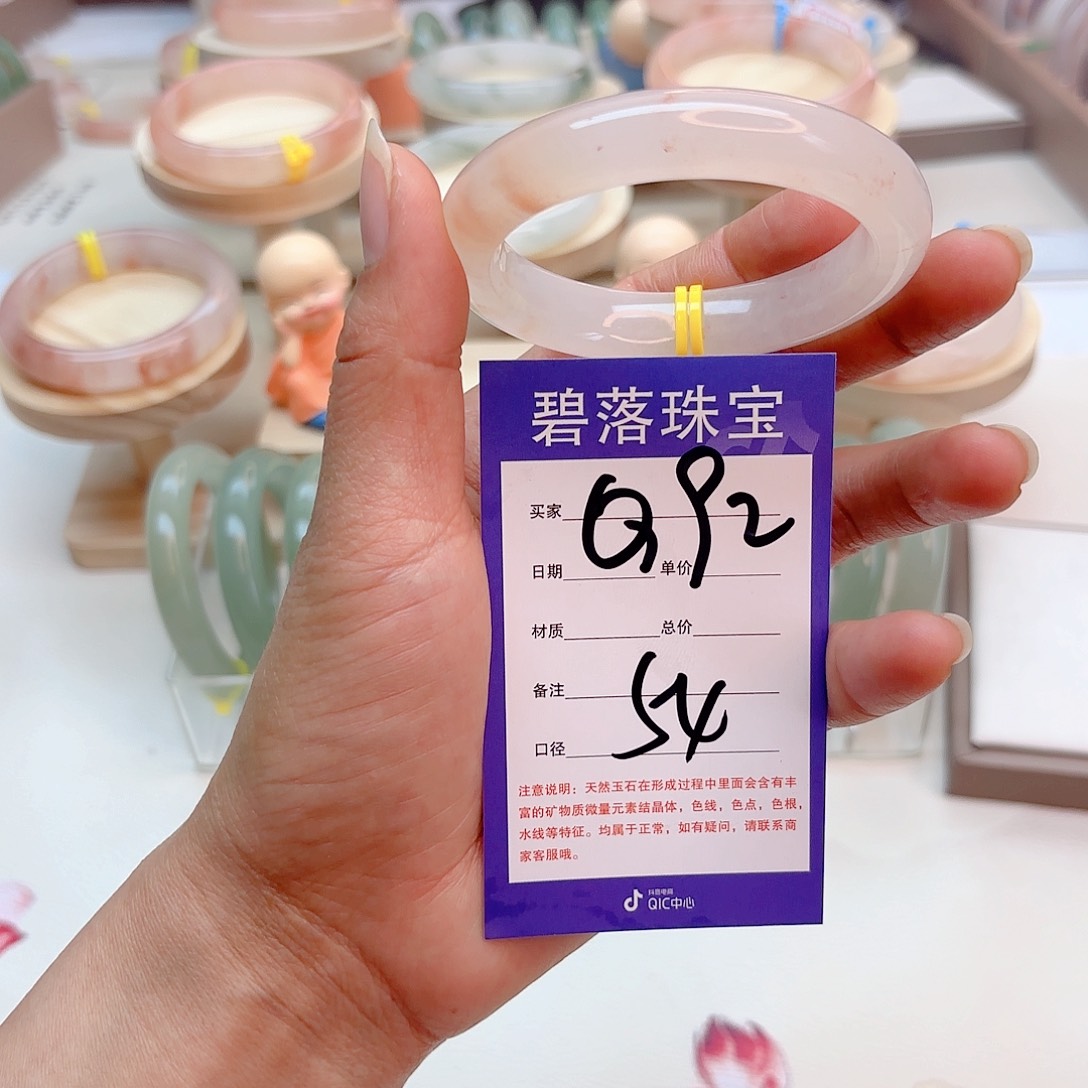 碧落珠宝
买家 Q92
日期 单价
材质 总价
备注
口径 54
注意说明：天然玉石在形成过程中里面会含有丰
富的矿物质微量元素结晶体，色线，色点，色根，
水线等特征。均属于正常，如有疑问，请联系商
家客服哦。
抖音电商
QIC中心